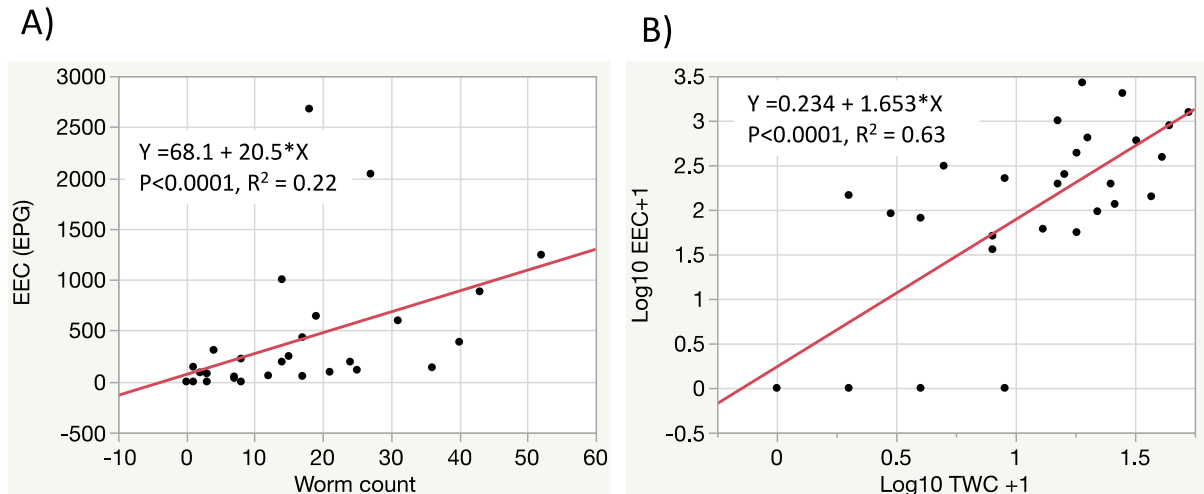 A)
3000
2500
2000
1500
1000
500
0
-500
EEC (EPG)
Y =68.1 + 20.5*X
P<0.0001, R² = 0.22
-10 0 10 20 30 40 50 60
Worm count
B)
3.5
3
2.5
2
1.5
1
0.5
0
-0.5
Log10 EEC+1
Y =0.234 + 1.653*X
P<0.0001, R² = 0.63
0 0.5 1 1.5
Log10 TWC +1